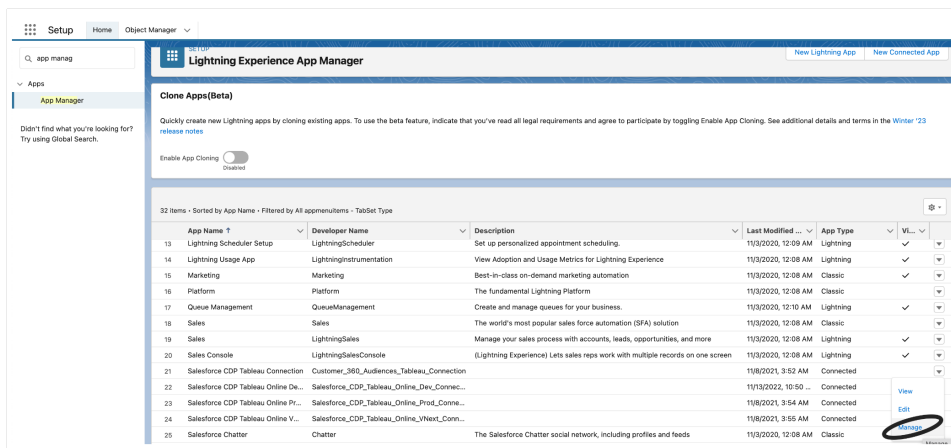 Setup Home Object Manager
app manag
Apps
App Manager
Didn't find what you're looking for?
Try using Global Search.
SETUP
Lightning Experience App Manager
New Lightning App New Connected App
Clone Apps(Beta)
Quickly create new Lightning apps by cloning existing apps. To use the beta feature, indicate that you've read all legal requirements and agree to participate by toggling Enable App Cloning. See additional details and terms in the Winter '23
release notes
Enable App Cloning
Disabled
32 items • Sorted by App Name • Filtered by All appmenuitems - TabSet Type
App Name ↑ Developer Name Description Last Modified ... App Type Vi...
13 Lightning Scheduler Setup LightningScheduler Set up personalized appointment scheduling. 11/3/2020, 12:09 AM Lightning
14 Lightning Usage App LightningInstrumentation View Adoption and Usage Metrics for Lightning Experience 11/3/2020, 12:08 AM Lightning
15 Marketing Marketing Best-in-class on-demand marketing automation 11/3/2020, 12:08 AM Classic
16 Platform Platform The fundamental Lightning Platform 11/3/2020, 12:08 AM Classic
17 Queue Management QueueManagement Create and manage queues for your business. 11/3/2020, 12:10 AM Lightning
18 Sales Sales The world's most popular sales force automation (SFA) solution 11/3/2020, 12:08 AM Classic
19 Sales LightningSales Manage your sales process with accounts, leads, opportunities, and more 11/3/2020, 12:08 AM Lightning
20 Sales Console LightningSalesConsole (Lightning Experience) Lets sales reps work with multiple records on one screen 11/3/2020, 12:08 AM Lightning
21 Salesforce CDP Tableau Connection Customer_360_Audiences_Tableau_Connection 11/8/2021, 3:52 AM Connected
22 Salesforce CDP Tableau Online De... Salesforce_CDP_Tableau_Online_Dev_Connec... 11/13/2022, 10:50 ... Connected
View
23 Salesforce CDP Tableau Online Pr... Salesforce_CDP_Tableau_Online_Prod_Conne... 11/8/2021, 3:54 AM Connected
Edit
24 Salesforce CDP Tableau Online V... Salesforce_CDP_Tableau_Online_VNext_Conn... 11/8/2021, 3:55 AM Connected
Manage
25 Salesforce Chatter Chatter The Salesforce Chatter social network, including profiles and feeds 11/3/2020, 12:08 AM Classic
Manage